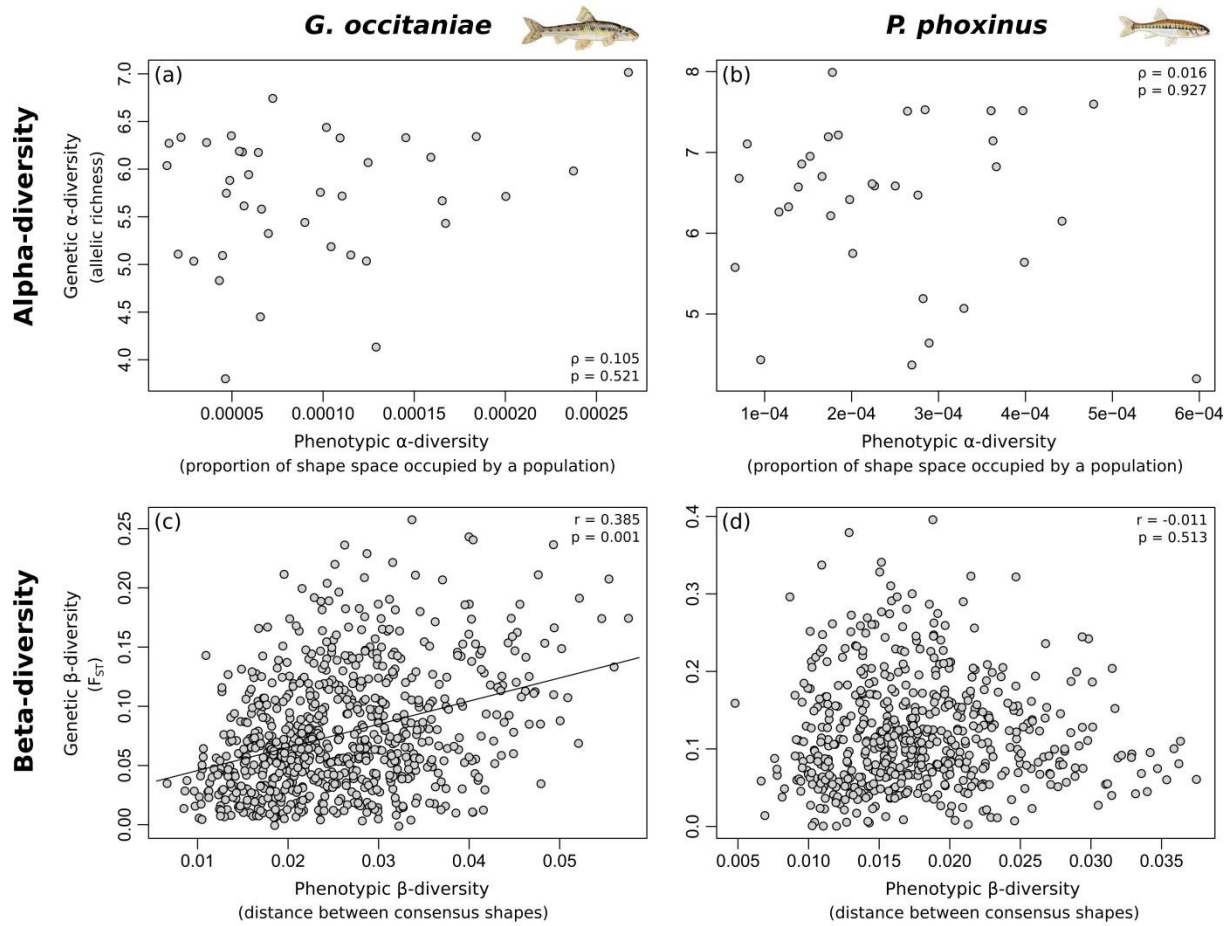 G. occitaniae
P. phoxinus
Alpha-diversity
Genetic α-diversity
(allelic richness)
(a)
7.0
6.5
6.0
5.5
5.0
4.5
4.0
ρ = 0.105
p = 0.521
0.00005
0.00010
0.00015
0.00020
0.00025
Phenotypic α-diversity
(proportion of shape space occupied by a population)
(b)
ρ = 0.016
p = 0.927
8
7
6
5
1e-04
2e-04
3e-04
4e-04
5e-04
6e-04
Phenotypic α-diversity
(proportion of shape space occupied by a population)
Beta-diversity
Genetic β-diversity
(FST)
(c)
r = 0.385
p = 0.001
0.25
0.20
0.15
0.10
0.05
0.00
0.01
0.02
0.03
0.04
0.05
Phenotypic β-diversity
(distance between consensus shapes)
(d)
r = -0.011
p = 0.513
0.4
0.3
0.2
0.1
0.0
0.005
0.010
0.015
0.020
0.025
0.030
0.035
Phenotypic β-diversity
(distance between consensus shapes)